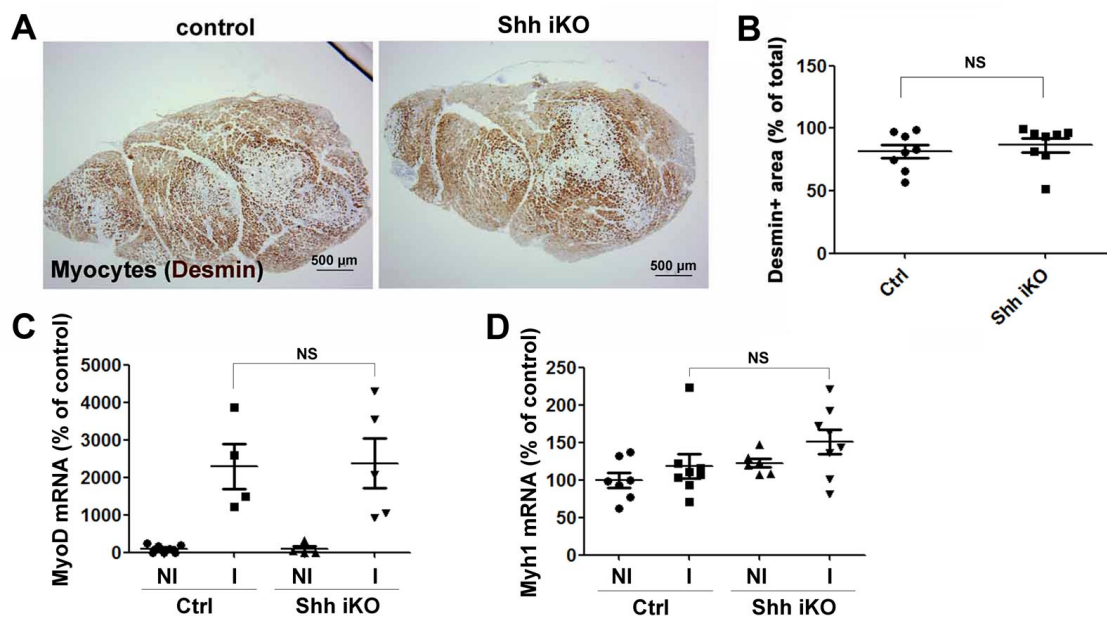 A
control
Shh iKO
Myocytes (Desmin)
500 µm
500 µm
B
Desmin+ area (% of total)
150
100
50
0
NS
Ctrl
Shh iKO
C
MyoD mRNA (% of control)
5000
4000
3000
2000
1000
0
NS
NI
I
NI
I
Ctrl
Shh iKO
D
Myh1 mRNA (% of control)
250
200
150
100
50
0
NS
NI
I
NI
I
Ctrl
Shh iKO